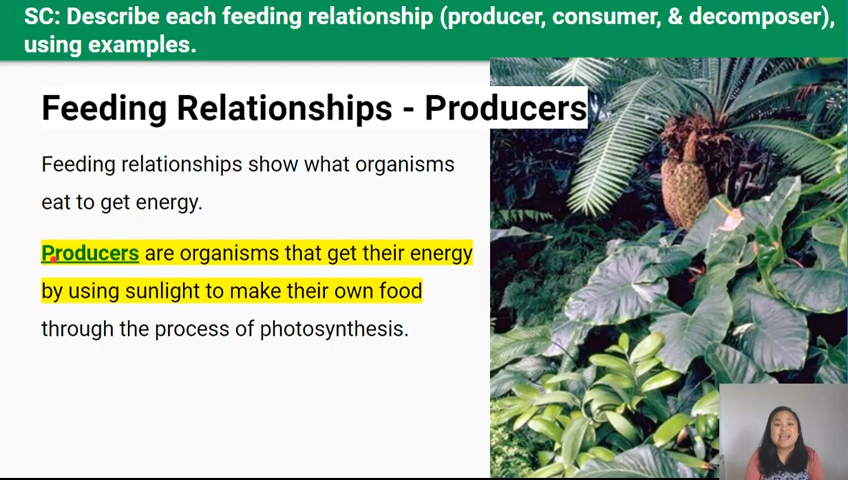 SC: Describe each feeding relationship (producer, consumer, & decomposer),
using examples.
Feeding Relationships - Producers
Feeding relationships show what organisms
eat to get energy.
Producers are organisms that get their energy
by using sunlight to make their own food
through the process of photosynthesis.